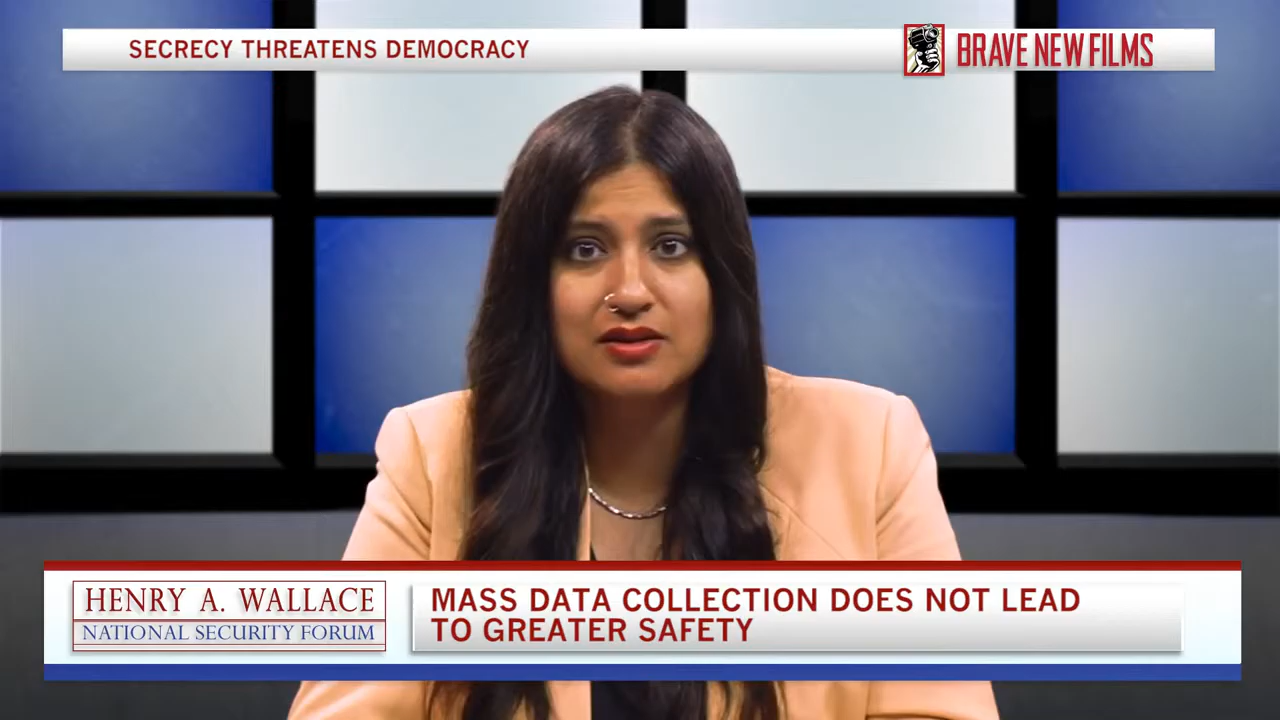 SECRECY THREATENS DEMOCRACY
BRAVE NEW FILMS
HENRY A. WALLACE
NATIONAL SECURITY FORUM
MASS DATA COLLECTION DOES NOT LEAD
TO GREATER SAFETY